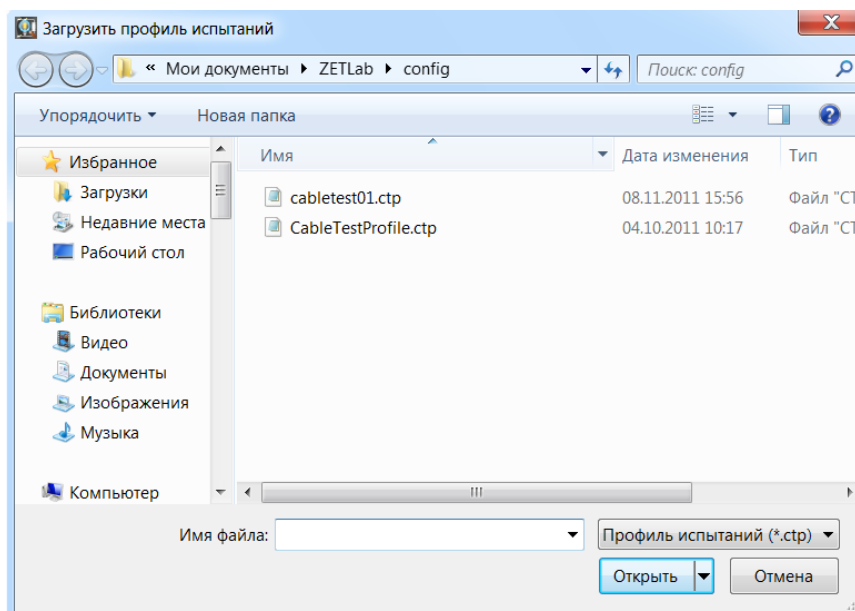 Загрузить профиль испытаний
« Мои документы ZETLab config Поиск: config
Упорядочить Новая папка
Имя Дата изменения Тип
Избранное
Загрузки
Недавние места
Рабочий стол
Библиотеки
Видео
Документы
Изображения
Музыка
Компьютер
cabletest01.ctp 08.11.2011 15:56 Файл "СТ
CableTestProfile.ctp 04.10.2011 10:17 Файл "СТ
Имя файла: Профиль испытаний (*.ctp)
Открыть Отмена